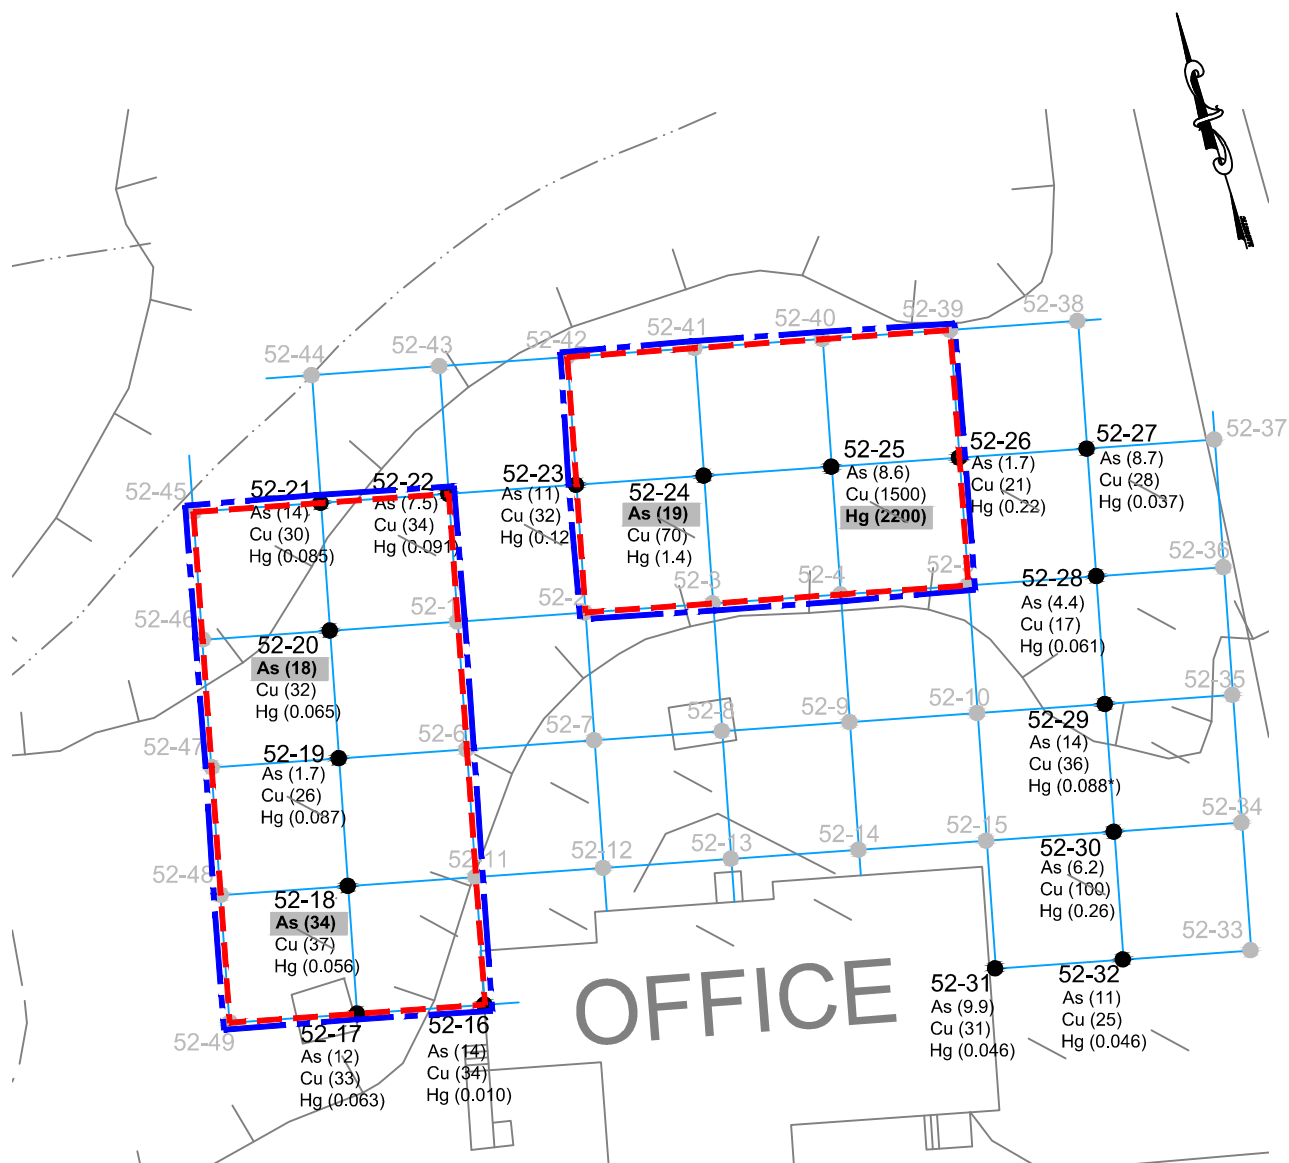 52-38
52-39
52-40
52-41
52-42
52-43
52-44
52-37
52-27
As (8.7)
Cu (28)
Hg (0.037)
52-26
As (1.7)
Cu (21)
Hg (0.22)
52-25
As (8.6)
Cu (1500)
Hg (2200)
52-24
As (19)
Cu (70)
Hg (1.4)
52-23
As (11)
Cu (32)
Hg (0.12
52-22
As (7.5)
Cu (34)
Hg (0.091)
52-21
As (14)
Cu (30)
Hg (0.085)
52-45
52-36
52-28
As (4.4)
Cu (17)
Hg (0.061)
52-4
52-3
52-2
52-1
52-46
52-20
As (18)
Cu (32)
Hg (0.065)
52-35
52-29
As (14)
Cu (36)
Hg (0.088*)
52-10
52-9
52-8
52-7
52-6
52-47
52-19
As (1.7)
Cu (26)
Hg (0.087)
52-34
52-30
As (6.2)
Cu (100)
Hg (0.26)
52-15
52-14
52-13
52-12
52-11
52-48
52-18
As (34)
Cu (37)
Hg (0.056)
52-33
52-32
As (11)
Cu (25)
Hg (0.046)
52-31
As (9.9)
Cu (31)
Hg (0.046)
OFFICE
52-16
As (14)
Cu (34)
Hg (0.010)
52-17
As (12)
Cu (33)
Hg (0.063)
52-49